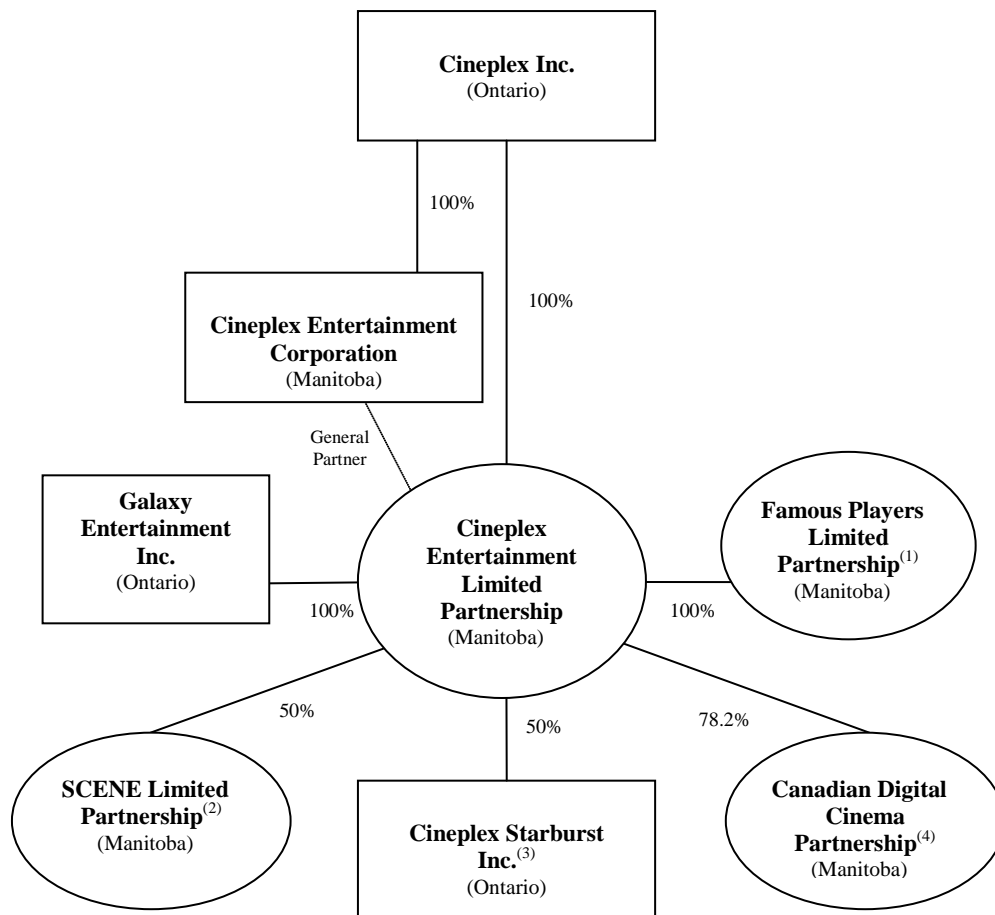 Cineplex Inc.
(Ontario)
100%
100%
Cineplex Entertainment
Corporation
(Manitoba)
General
Partner
Galaxy
Entertainment
Inc.
(Ontario)
100%
Cineplex
Entertainment
Limited
Partnership
(Manitoba)
Famous Players
Limited
Partnership(1)
(Manitoba)
100%
50%
50%
78.2%
SCENE Limited
Partnership(2)
(Manitoba)
Cineplex Starburst
Inc.(3)
(Ontario)
Canadian Digital
Cinema
Partnership(4)
(Manitoba)